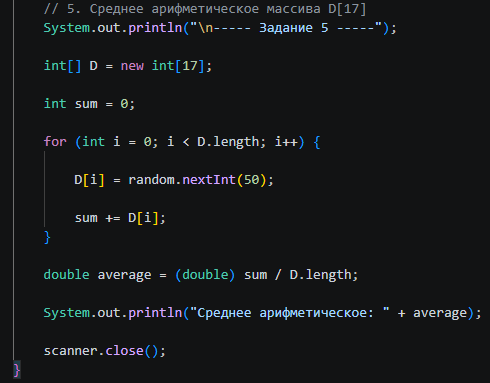 // 5. Среднее арифметическое массива D[17]
System.out.println("\n----- Задание 5 -----");
int[] D = new int[17];
int sum = 0;
for (int i = 0; i < D.length; i++) {
D[i] = random.nextInt(50);
sum += D[i];
}
double average = (double) sum / D.length;
System.out.println("Среднее арифметическое: " + average);
scanner.close();
}